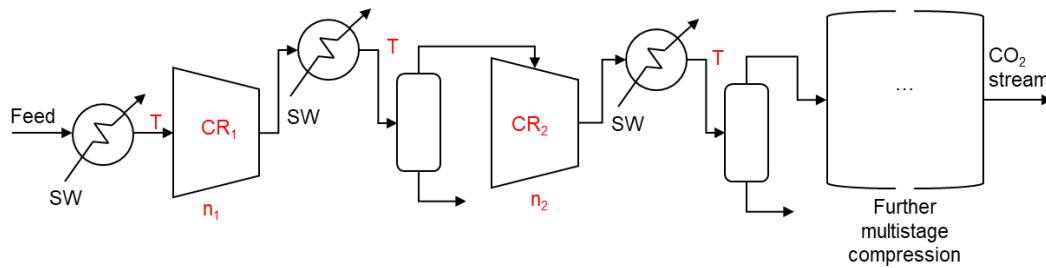 Feed
SW
T
CR₁
n₁
SW
T
CR₂
n₂
SW
T
...
CO₂
stream
Further
multistage
compression